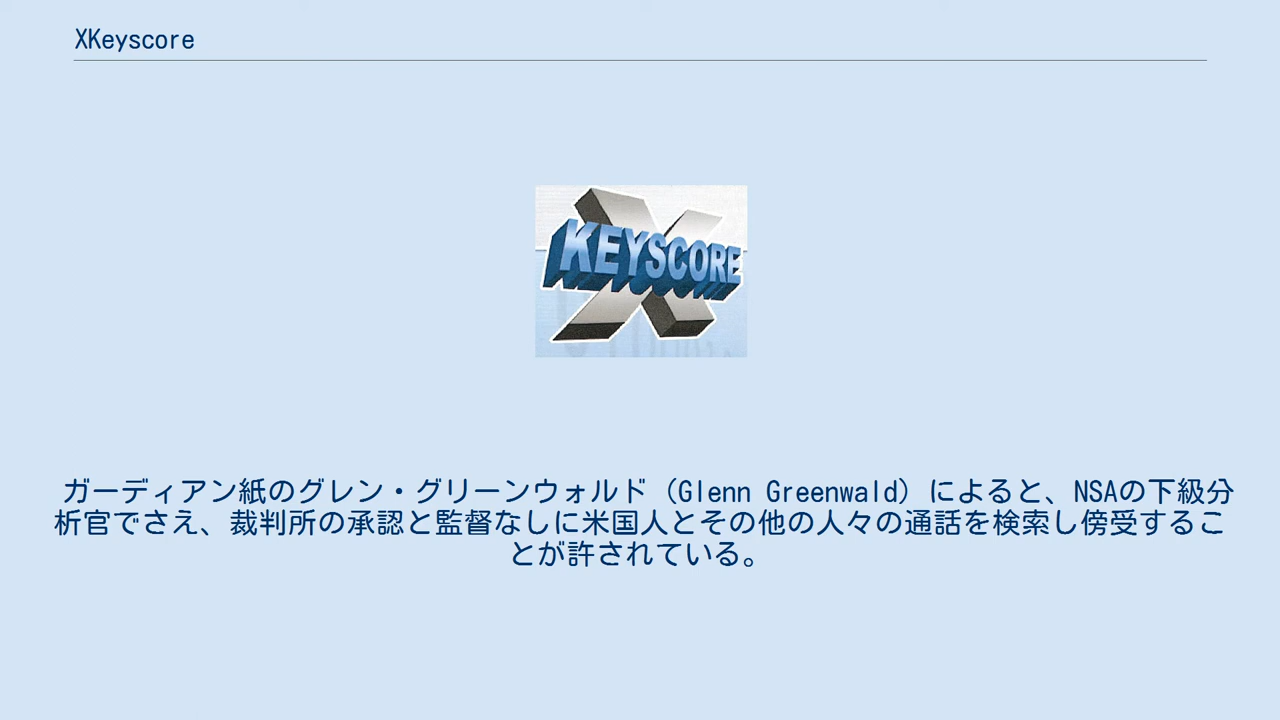 XKeyscore
X
KEYSCORE
ガーディアン紙のグレン・グリーンウォルド（Glenn Greenwald）によると、NSAの下級分
析官でさえ、裁判所の承認と監督なしに米国人とその他の人々の通話を検索し傍受するこ
とが許されている。